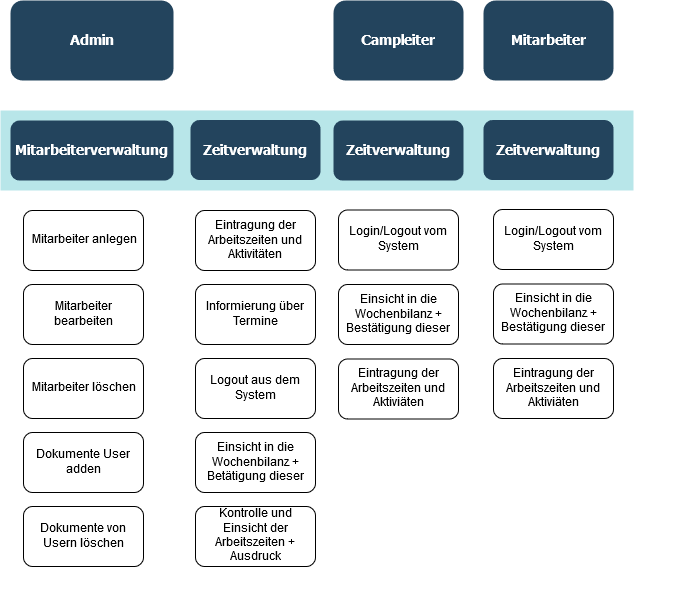 Admin
Campleiter
Mitarbeiter
Mitarbeiterverwaltung
Zeitverwaltung
Zeitverwaltung
Zeitverwaltung
Mitarbeiter anlegen
Mitarbeiter
bearbeiten
Mitarbeiter löschen
Dokumente User
adden
Dokumente von
Usern löschen
Eintragung der
Arbeitszeiten und
Aktivitäten
Informierung über
Termine
Logout aus dem
System
Einsicht in die
Wochenbilanz +
Betätigung dieser
Kontrolle und
Einsicht der
Arbeitszeiten +
Ausdruck
Login/Logout vom
System
Einsicht in die
Wochenbilanz +
Bestätigung dieser
Eintragung der
Arbeitszeiten und
Aktiviäten
Login/Logout vom
System
Einsicht in die
Wochenbilanz +
Bestätigung dieser
Eintragung der
Arbeitszeiten und
Aktiviäten